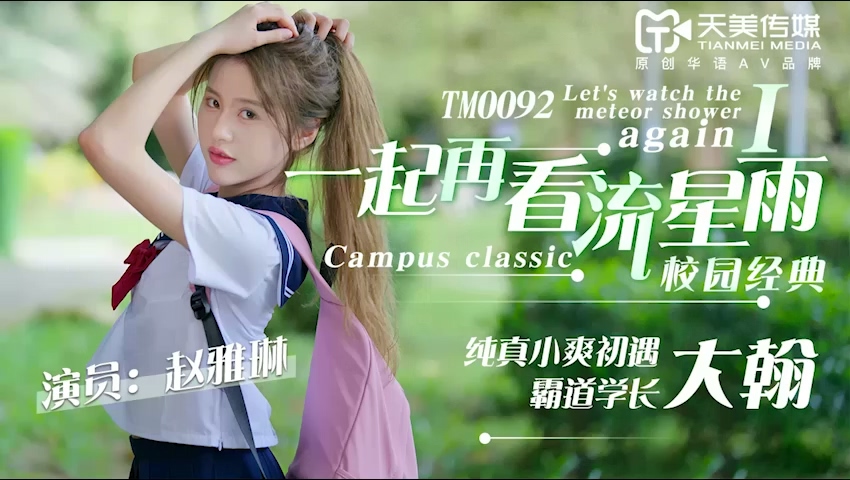 天美传媒
TIANMEI MEDIA
原创华语AV品牌
TM0092
Let's watch the
meteor shower
again I
一起再看流星雨
Campus classic
校园经典
纯真小爽初遇
霸道学长大翰
演员：赵雅琳